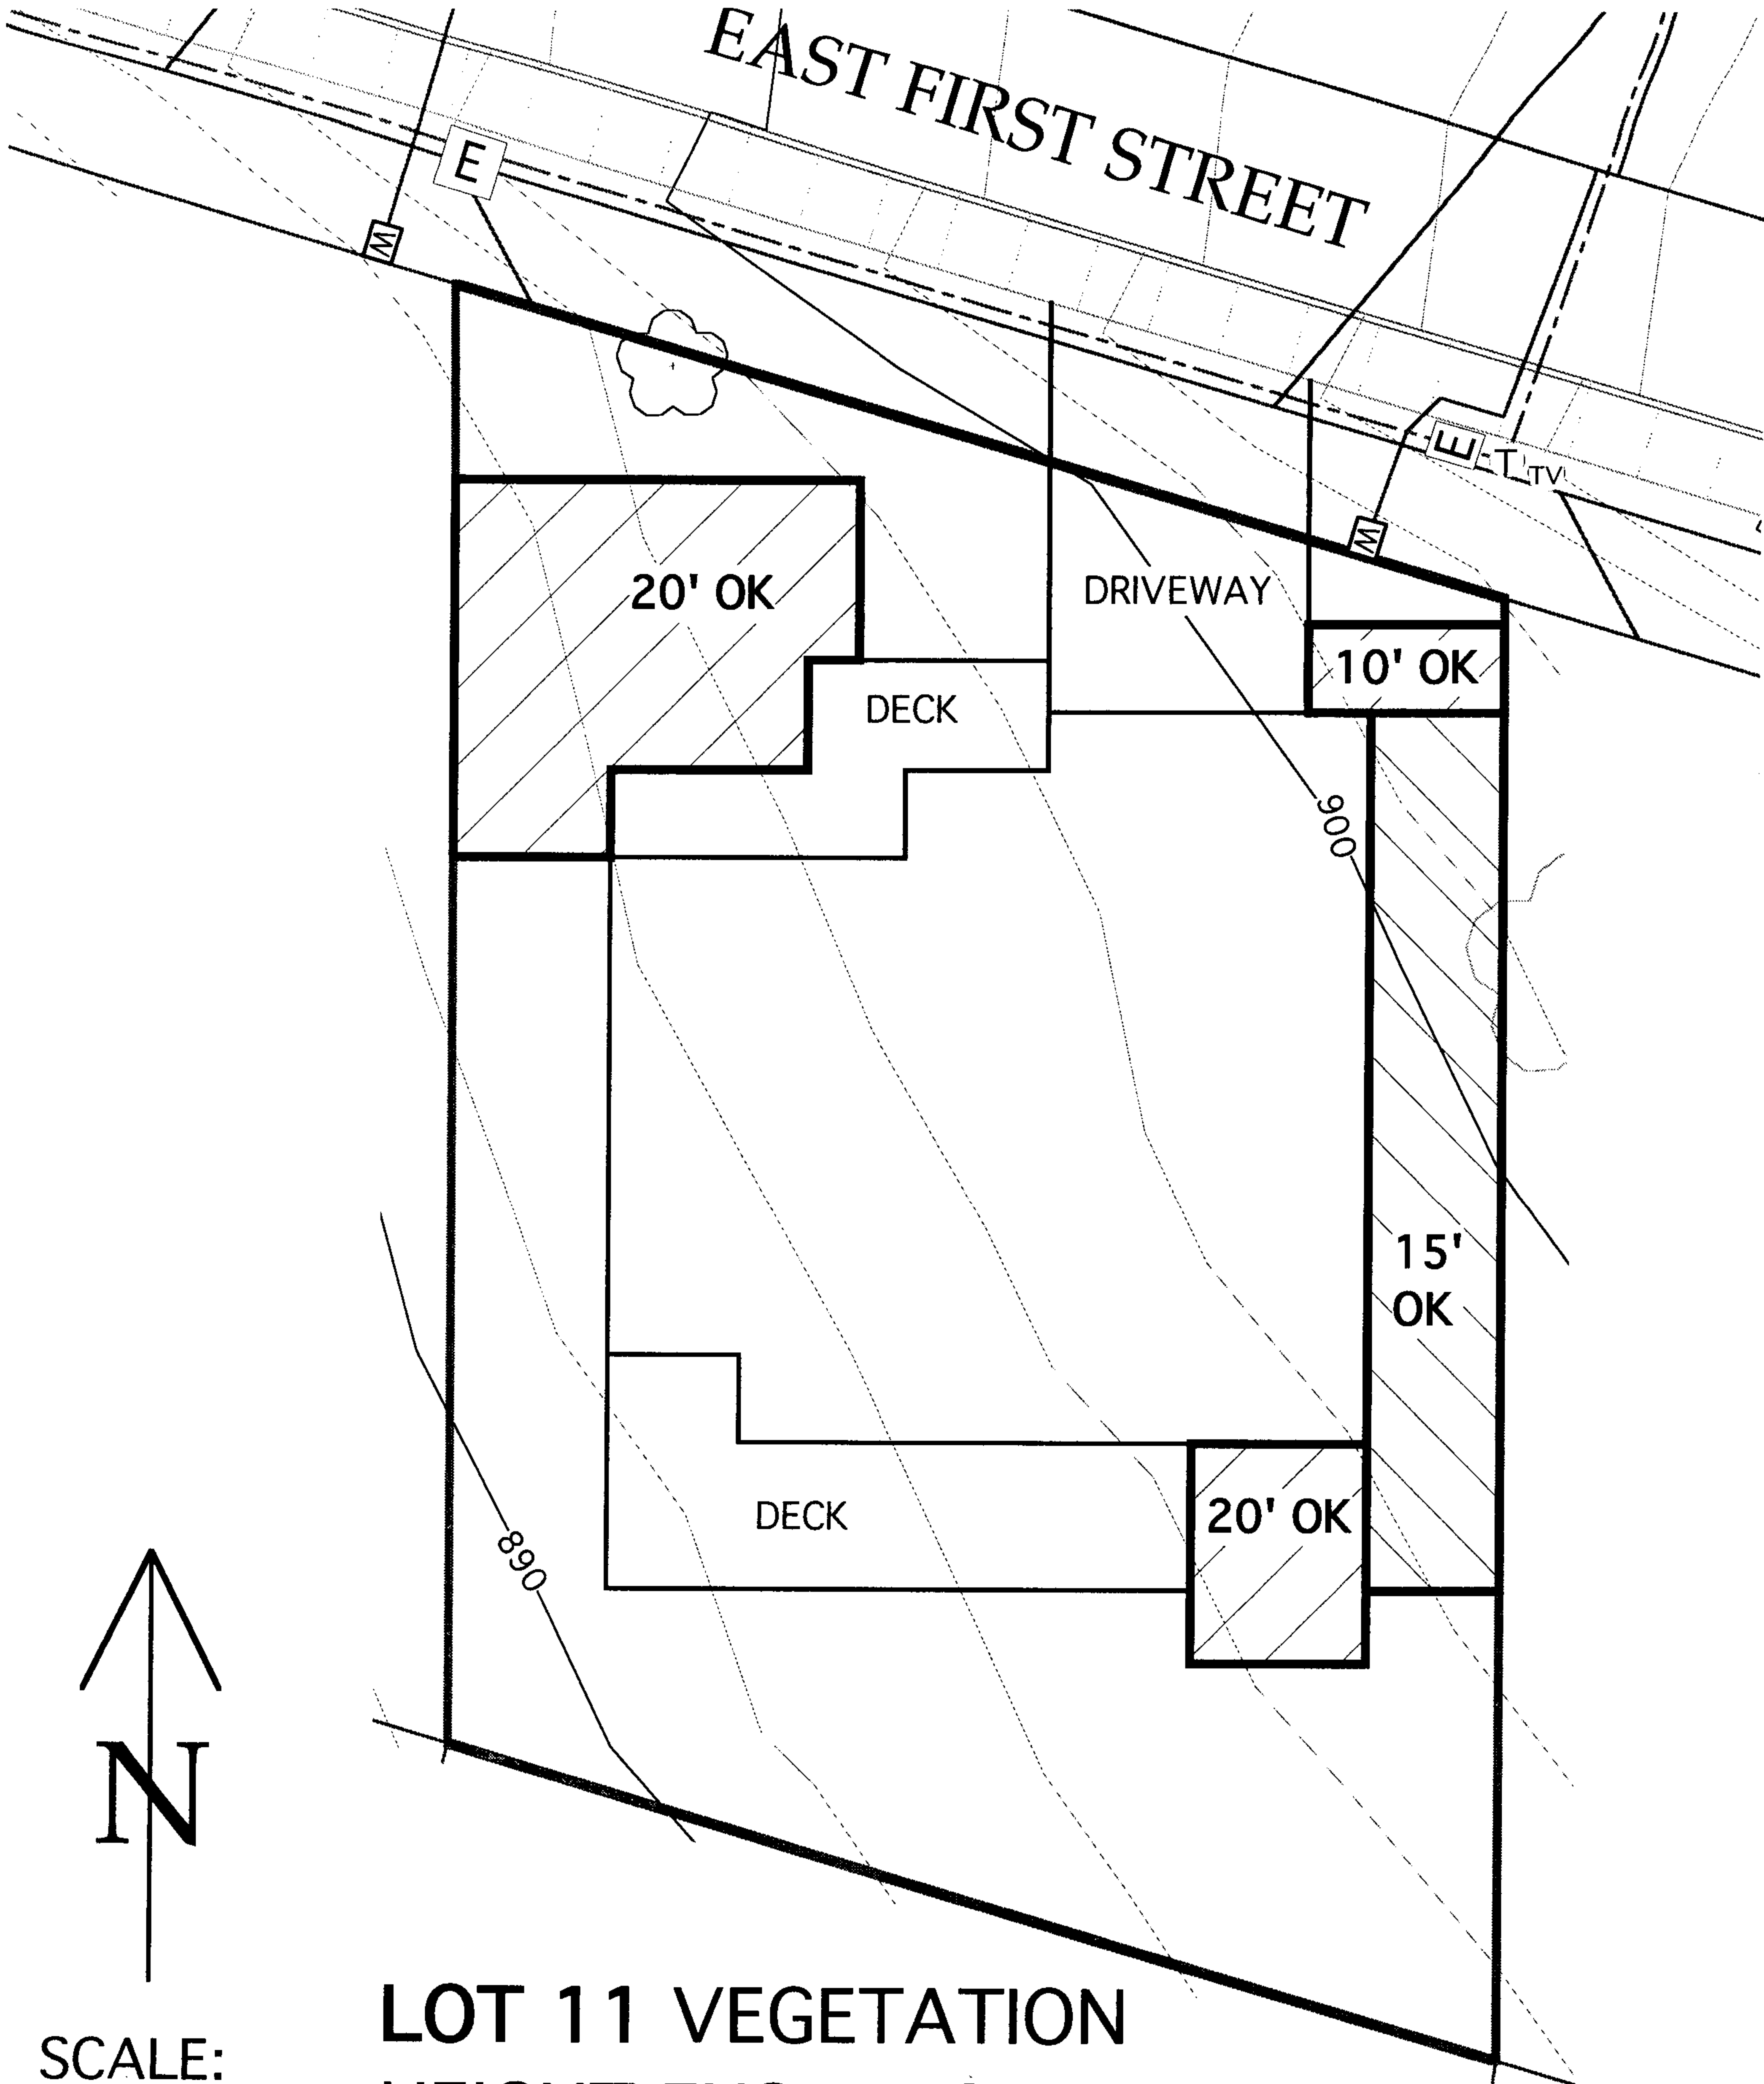 EAST FIRST STREET
E
W
E
T TV
W
DRIVEWAY
20' OK
10' OK
DECK
900
15'
OK
20' OK
DECK
890
N
LOT 11 VEGETATION
SCALE: